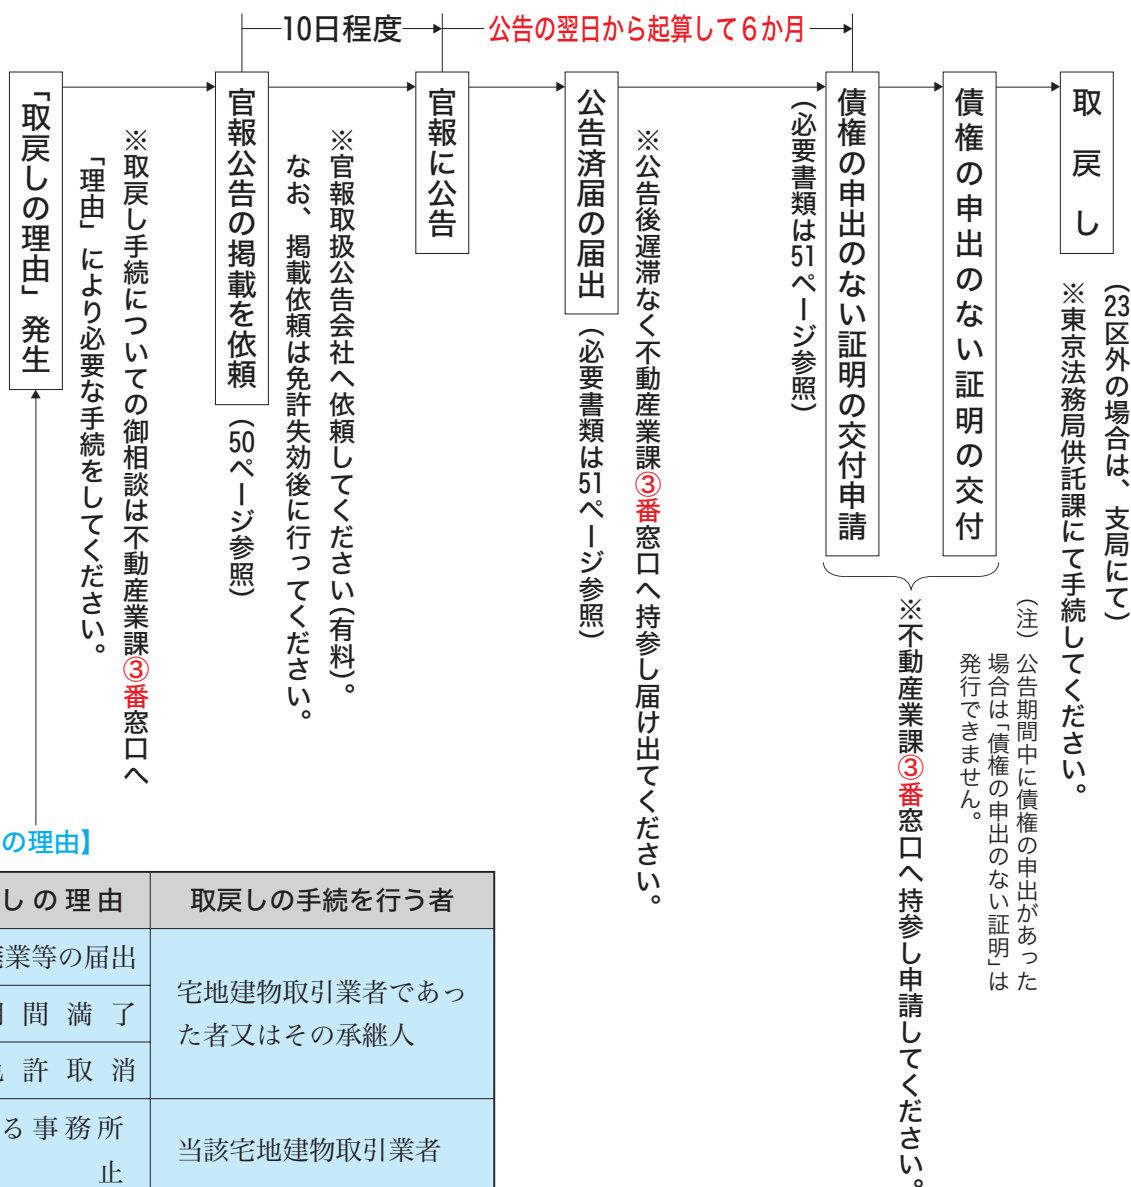 10日程度
公告の翌日から起算して6か月
「取戻しの理由」発生
※取戻し手続についての御相談は不動産業課③番窓口へ
「理由」により必要な手続をしてください。
官報公告の掲載を依頼
(50ページ参照)
※官報取扱公告会社へ依頼してください(有料)。
なお、掲載依頼は免許失効後に行ってください。
官報に公告
公告済届の届出
(必要書類は51ページ参照)
※公告後遅滞なく不動産業課③番窓口へ持参し届け出てください。
債権の申出のない証明の交付申請
(必要書類は51ページ参照)
債権の申出のない証明の交付
※不動産業課③番窓口へ持参し申請してください。
(注)公告期間中に債権の申出があった
場合は「債権の申出のない証明」は
発行できません。
取戻し
※東京法務局供託課にて手続してください。
(23区外の場合は、支局にて)
の理由】
しの理由
取戻しの手続を行う者
業等の届出
間満了
許取消
宅地建物取引業者であっ
た者又はその承継人
る事務所
止
当該宅地建物取引業者